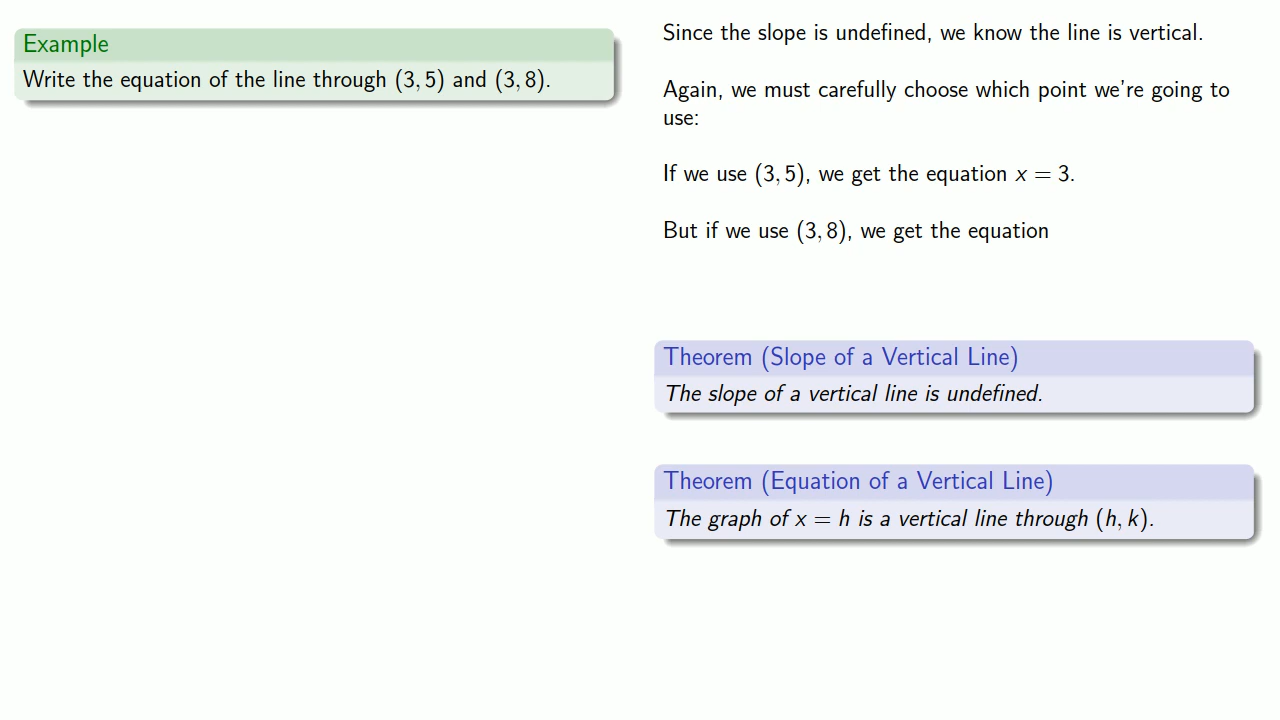 Example
Write the equation of the line through (3, 5) and (3, 8).
Since the slope is undefined, we know the line is vertical.
Again, we must carefully choose which point we're going to
use:
If we use (3, 5), we get the equation x = 3.
But if we use (3, 8), we get the equation
Theorem (Slope of a Vertical Line)
The slope of a vertical line is undefined.
Theorem (Equation of a Vertical Line)
The graph of x = h is a vertical line through (h, k).